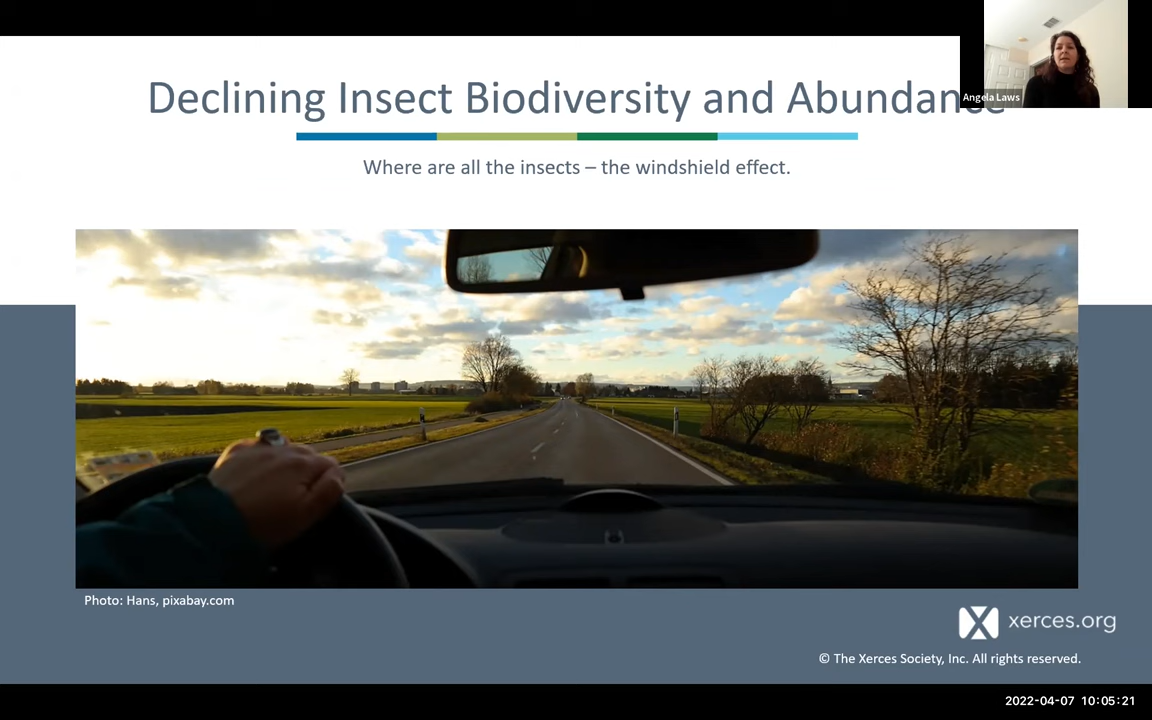 Declining Insect Biodiversity and Abundance
Angela Laws
Where are all the insects – the windshield effect.
Photo: Hans, pixabay.com
xerces.org
© The Xerces Society, Inc. All rights reserved.
2022-04-07 10:05:21